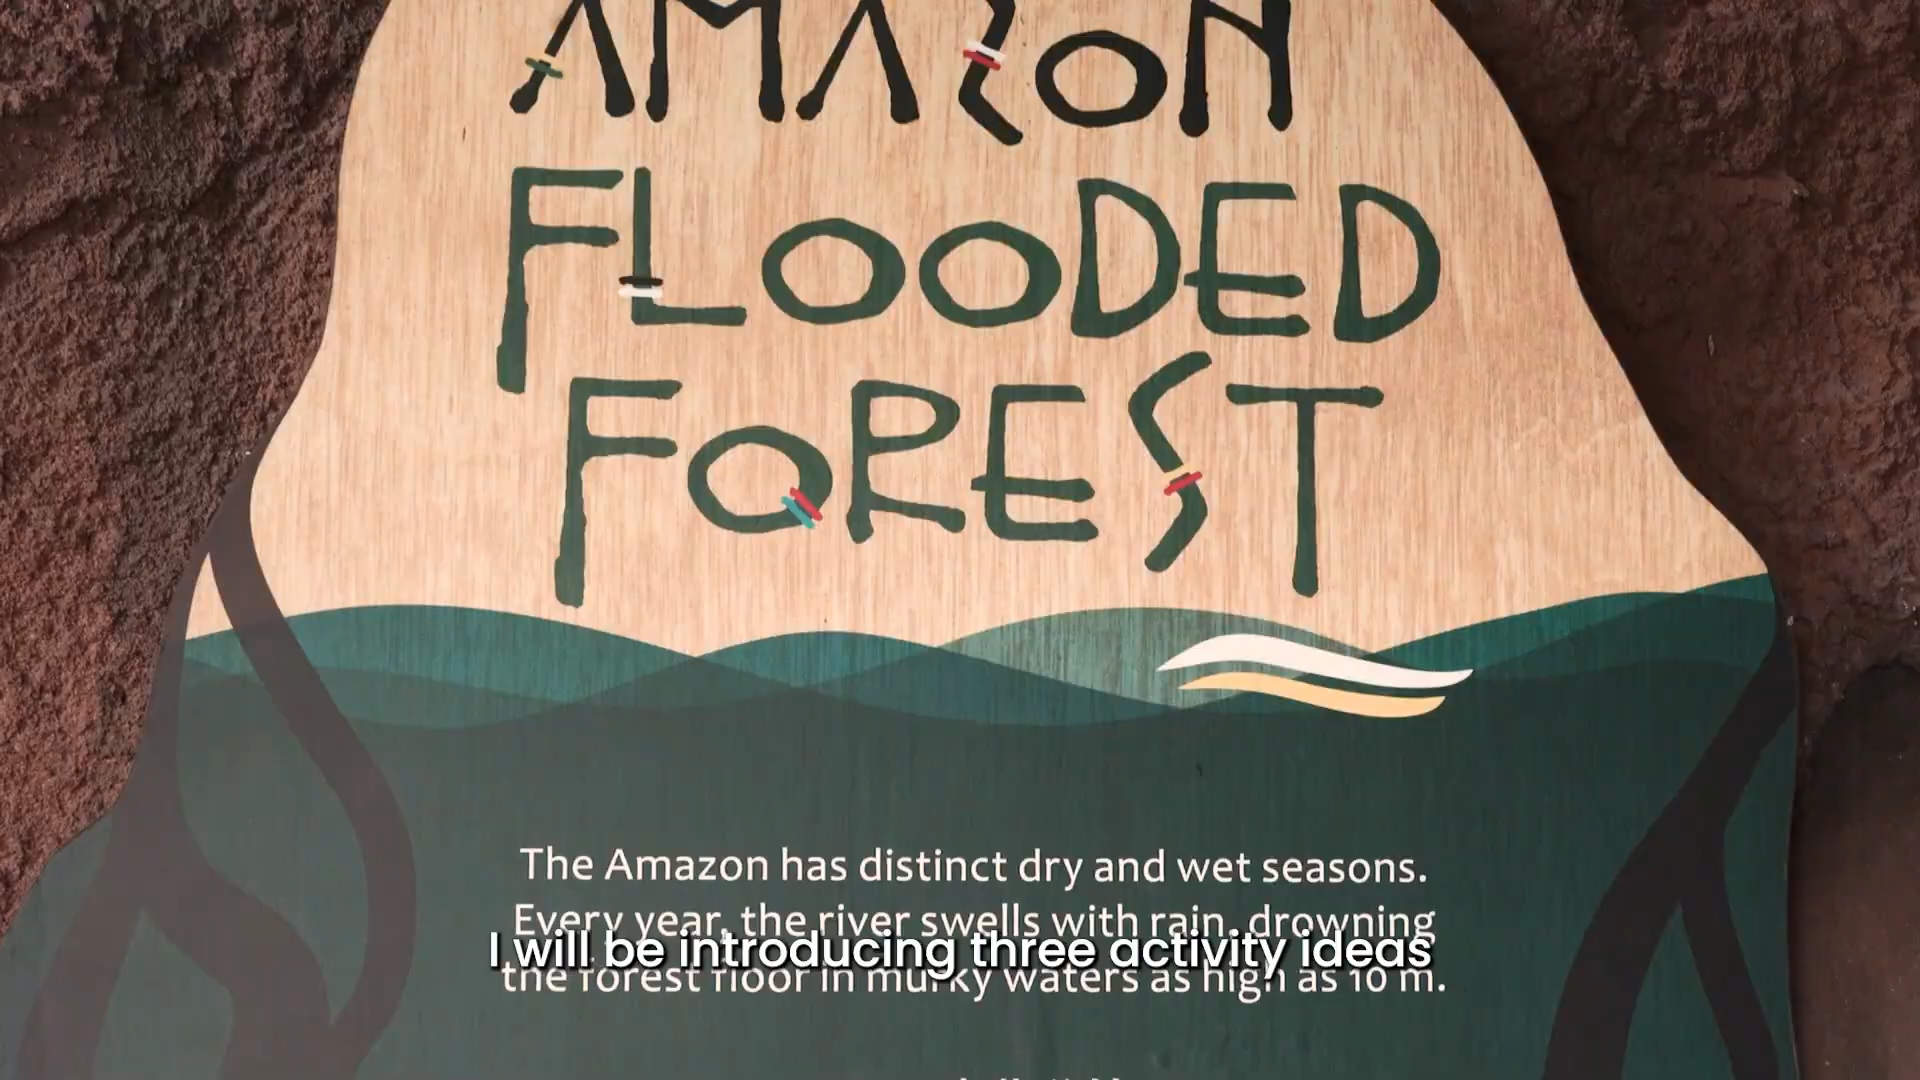 AMAZON
FLOODED
FOREST
The Amazon has distinct dry and wet seasons.
Every year, the river swells with rain, drowning
I will be introducing three activity ideas
the forest floor in murky waters as high as 10 m.